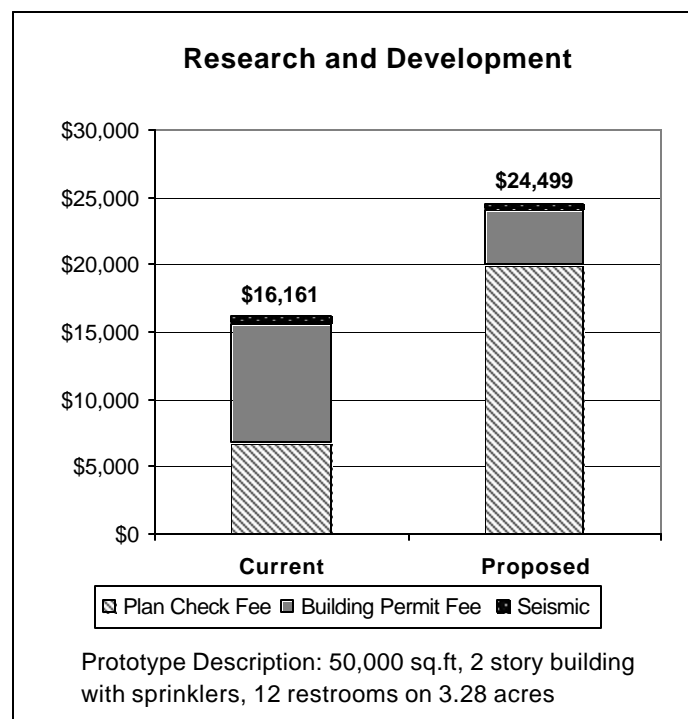 Research and Development
$30,000
$25,000
$20,000
$15,000
$10,000
$5,000
$0
$16,161
$24,499
Current
Proposed
Plan Check Fee
Building Permit Fee
Seismic
Prototype Description: 50,000 sq.ft, 2 story building
with sprinklers, 12 restrooms on 3.28 acres